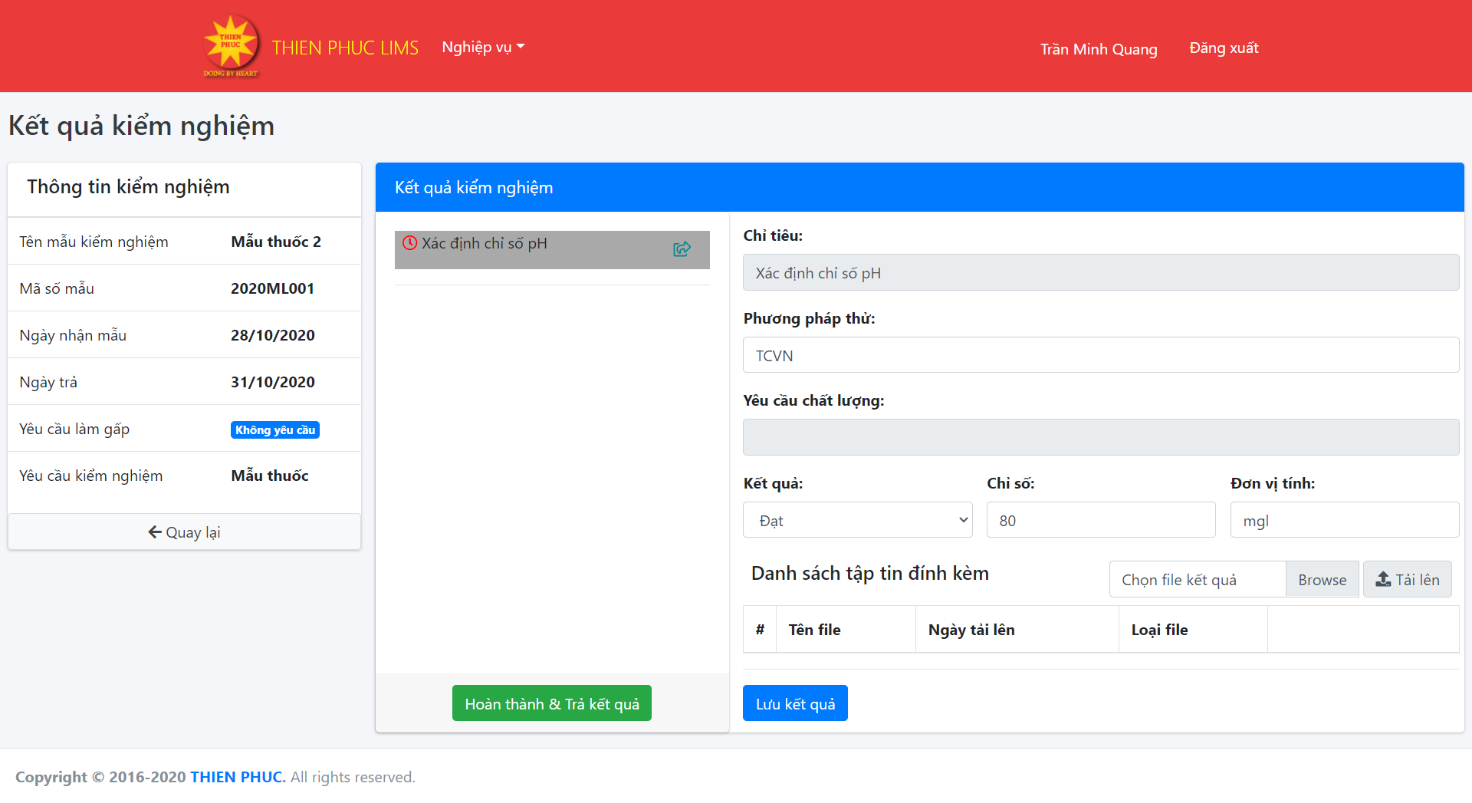 THIEN PHUC
DOING BY HEART
THIEN PHUC LIMS
Nghiệp vụ
Trần Minh Quang
Đăng xuất
Kết quả kiểm nghiệm
Thông tin kiểm nghiệm
Tên mẫu kiểm nghiệm Mẫu thuốc 2
Mã số mẫu 2020ML001
Ngày nhận mẫu 28/10/2020
Ngày trả 31/10/2020
Yêu cầu làm gấp Không yêu cầu
Yêu cầu kiểm nghiệm Mẫu thuốc
Quay lại
Kết quả kiểm nghiệm
Xác định chỉ số pH
Hoàn thành & Trả kết quả
Chỉ tiêu:
Xác định chỉ số pH
Phương pháp thử:
TCVN
Yêu cầu chất lượng:
Kết quả: Chỉ số: Đơn vị tính:
Đạt 80 mgl
Danh sách tập tin đính kèm Chọn file kết quả Browse Tải lên
# Tên file Ngày tải lên Loại file
Lưu kết quả
Copyright © 2016-2020 THIEN PHUC. All rights reserved.